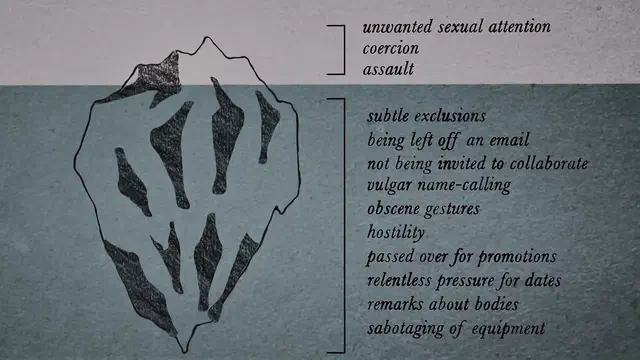 unwanted sexual attention
coercion
assault
subtle exclusions
being left off an email
not being invited to collaborate
vulgar name-calling
obscene gestures
hostility
passed over for promotions
relentless pressure for dates
remarks about bodies
sabotaging of equipment